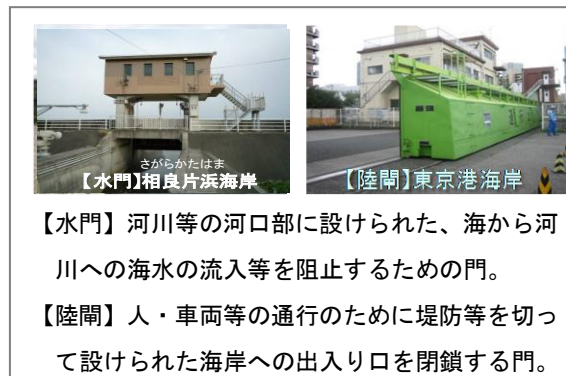 さがらかたはま
【水門】相良片浜海岸
【陸閘】東京港海岸
【水門】河川等の河口部に設けられた、海から河
川への海水の流入等を阻止するための門。
【陸閘】人・車両等の通行のために堤防等を切っ
て設けられた海岸への出入り口を閉鎖する門。